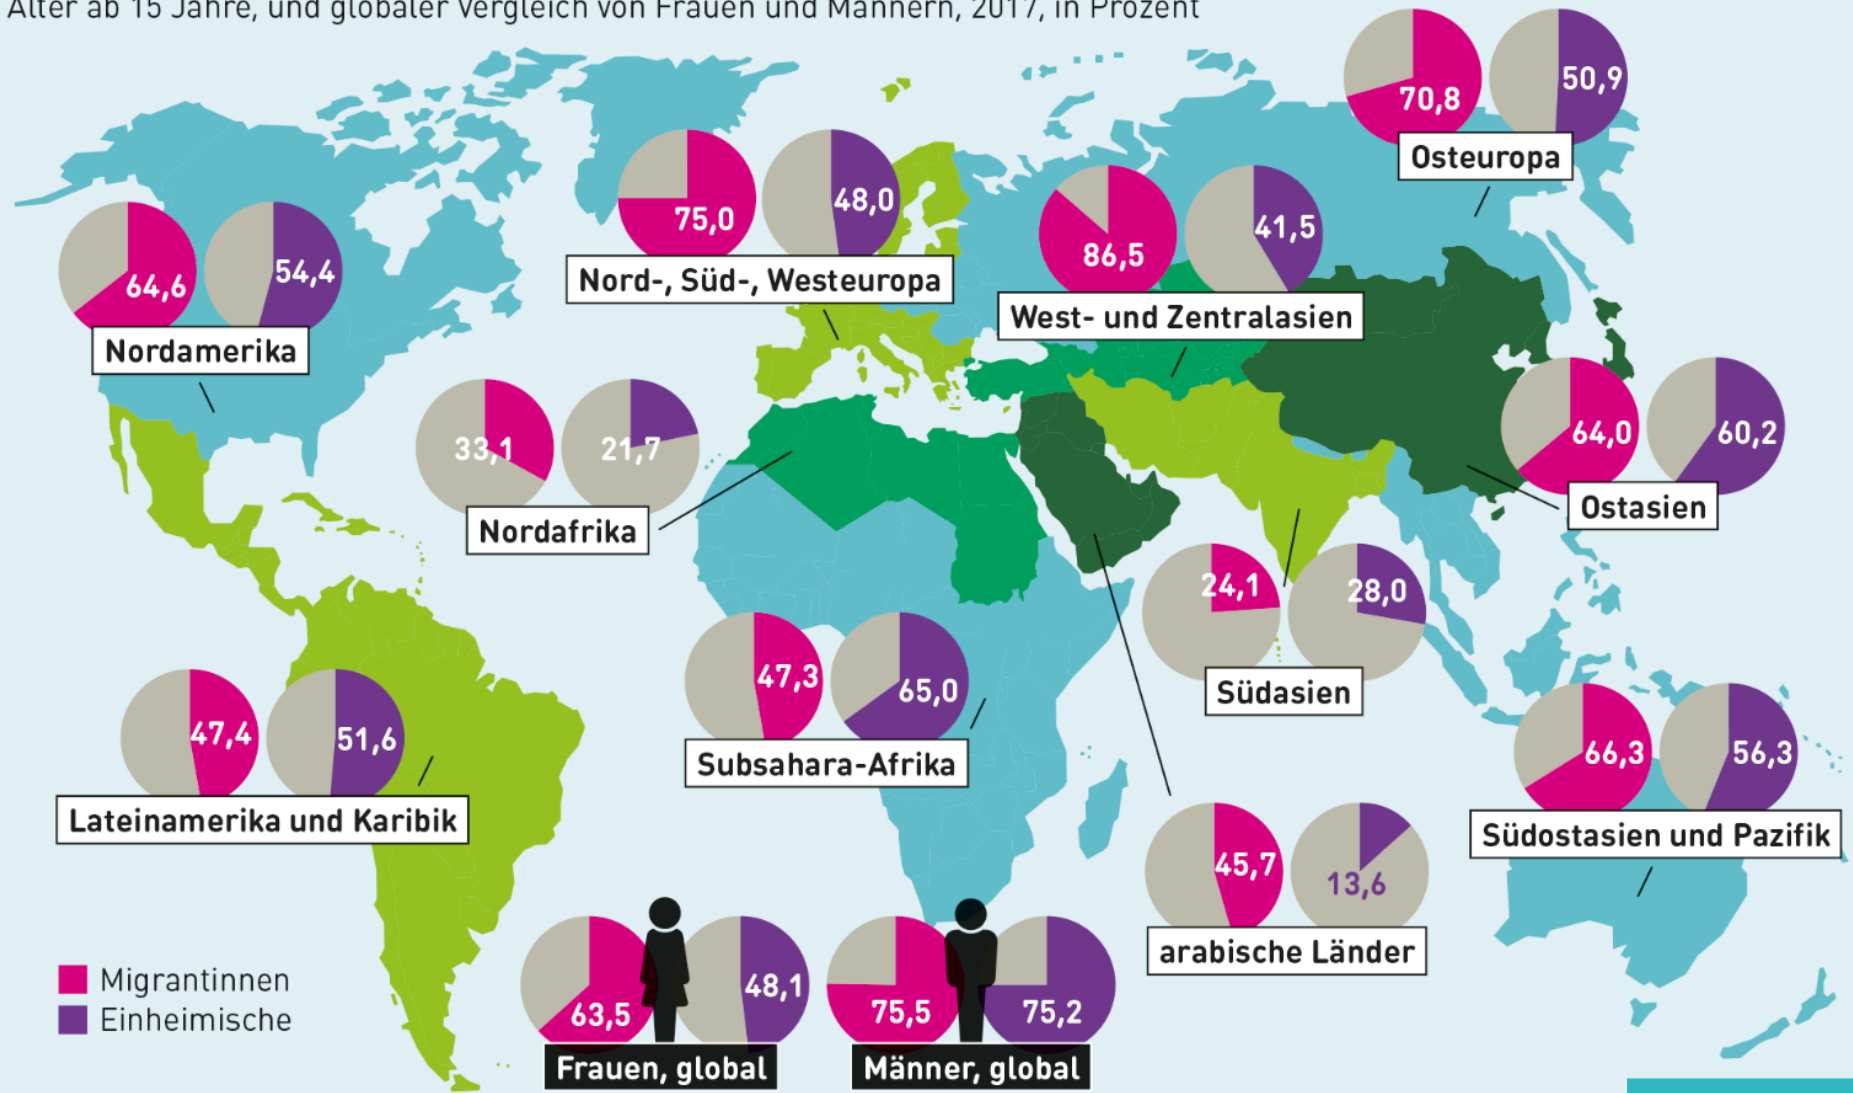 Alter ab 15 Jahre, und globaler Vergleich von Frauen und Männern, 2017, in Prozent
70,8
50,9
Osteuropa
75,0
48,0
Nord-, Süd-, Westeuropa
86,5
41,5
West- und Zentralasien
64,6
54,4
Nordamerika
33,1
21,7
Nordafrika
64,0
60,2
Ostasien
24,1
28,0
Südasien
47,3
65,0
Subsahara-Afrika
47,4
51,6
Lateinamerika und Karibik
66,3
56,3
Südostasien und Pazifik
45,7
13,6
arabische Länder
Migrantinnen
Einheimische
63,5
48,1
Frauen, global
75,5
75,2
Männer, global